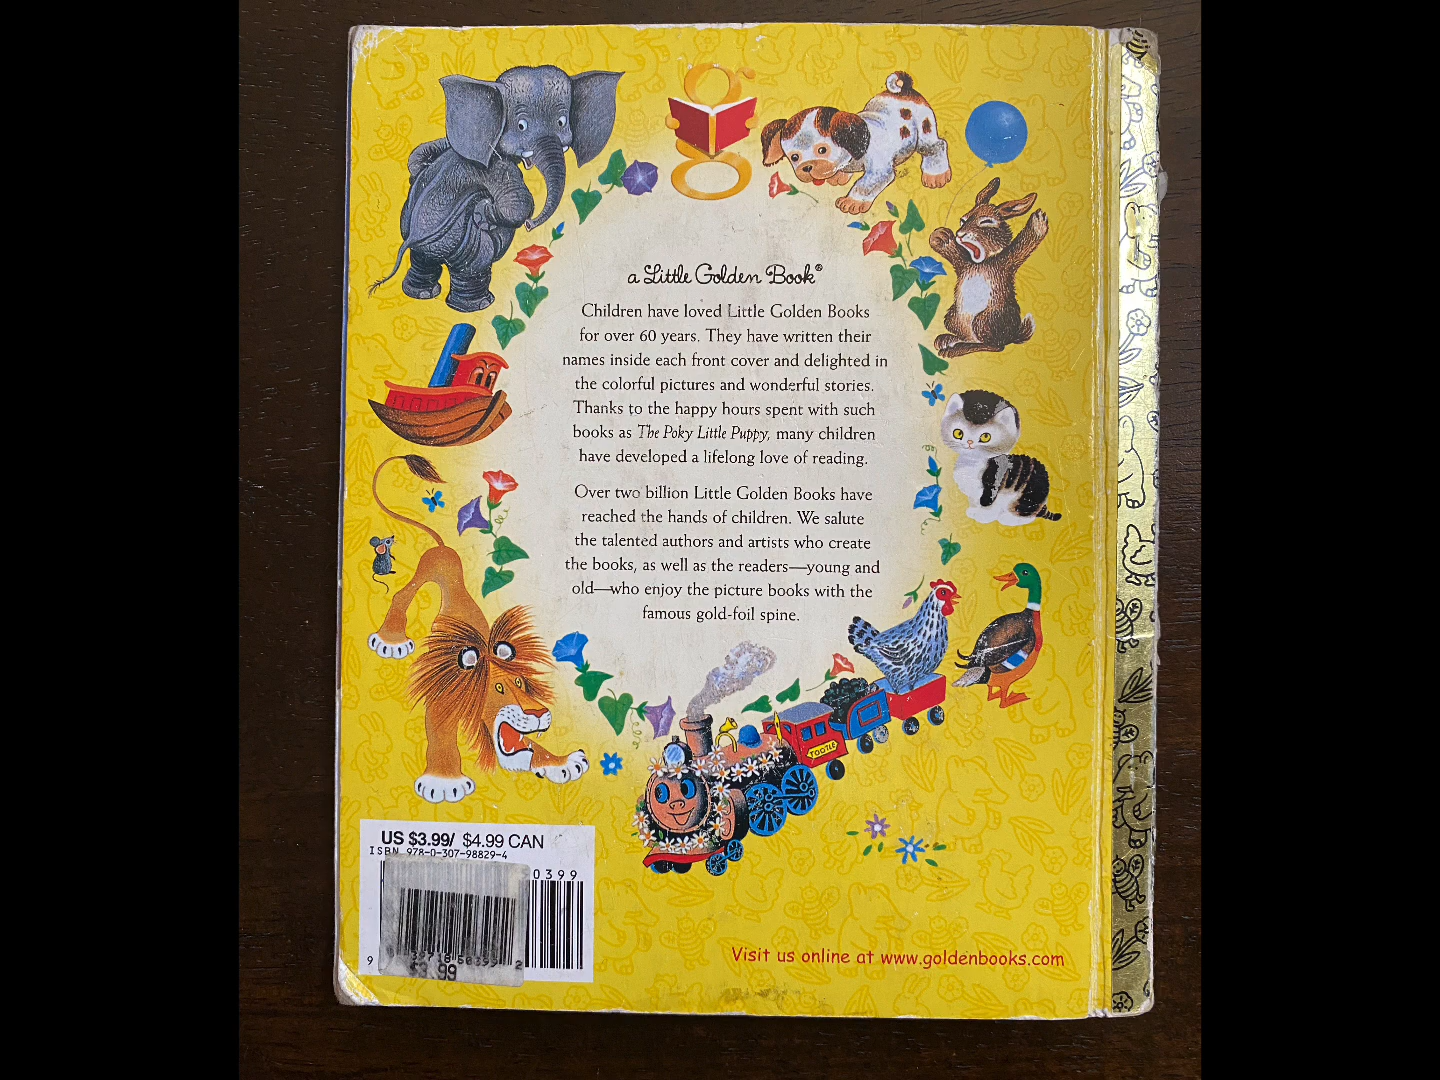 g
a Little Golden Book®
Children have loved Little Golden Books
for over 60 years. They have written their
names inside each front cover and delighted in
the colorful pictures and wonderful stories.
Thanks to the happy hours spent with such
books as The Poky Little Puppy, many children
have developed a lifelong love of reading.
Over two billion Little Golden Books have
reached the hands of children. We salute
the talented authors and artists who create
the books, as well as the readers—young and
old—who enjoy the picture books with the
famous gold-foil spine.
TOOTLE
US $3.99/ $4.99 CAN
ISBN 978-0-307-98829-4
50399
9
$3.99
Visit us online at www.goldenbooks.com